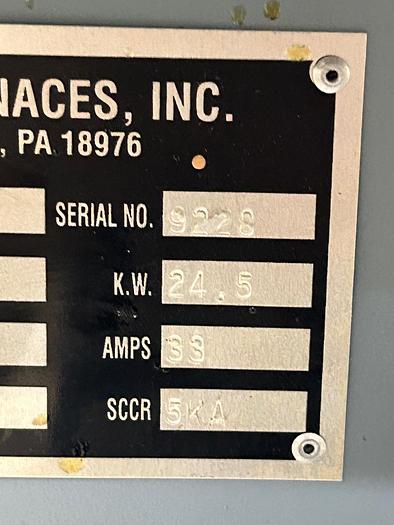 NACES, INC.
, PA 18976
SERIAL NO. 9228
K.W. 24.5
AMPS 33
SCCR 5KA